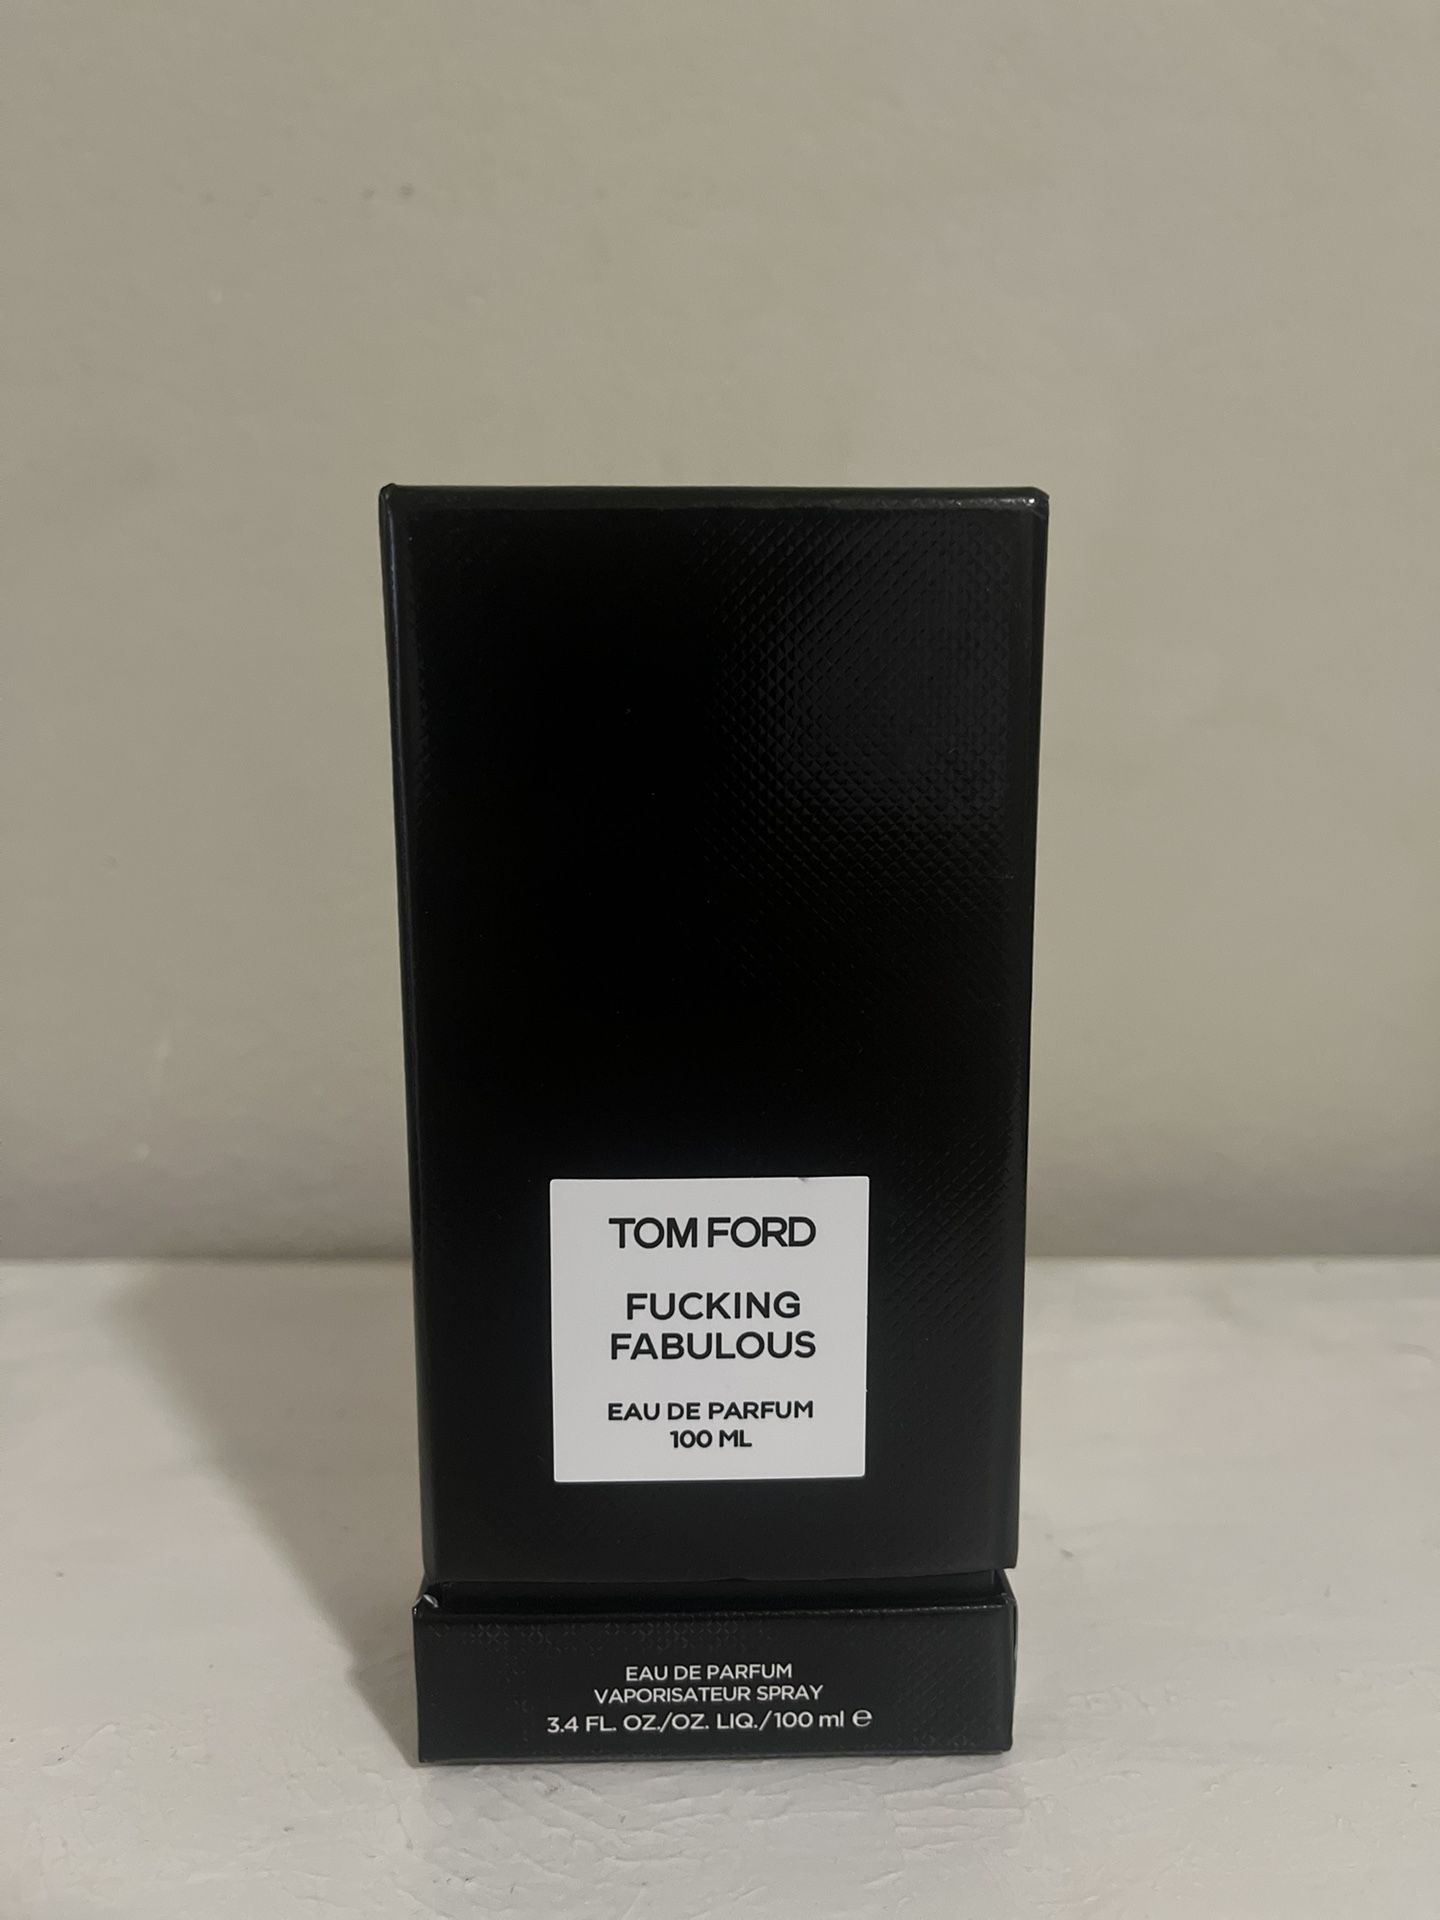 TOM FORD
FUCKING
FABULOUS
EAU DE PARFUM
100 ML
EAU DE PARFUM
VAPORISATEUR SPRAY
3.4 FL. OZ./OZ. LIQ./100 ml ℮